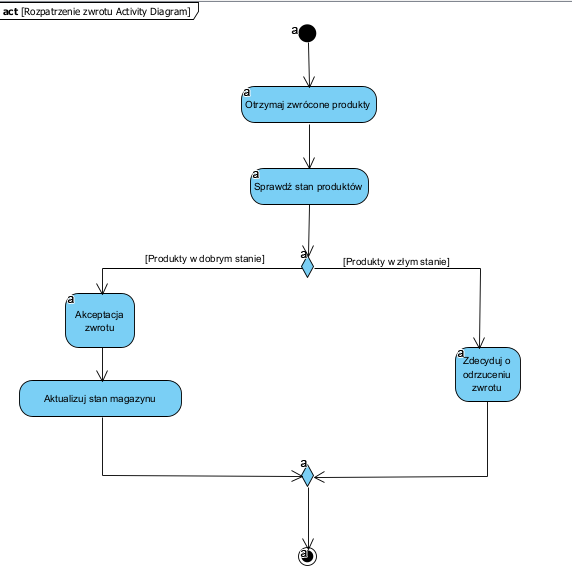 act [Rozpatrzenie zwrotu Activity Diagram]
a
a
Otrzymaj zwrócone produkty
a
Sprawdź stan produktów
a
[Produkty w dobrym stanie]
[Produkty w złym stanie]
a
Akceptacja
zwrotu
a
Zdecyduj o
odrzuceniu
zwrotu
Aktualizuj stan magazynu
a
a